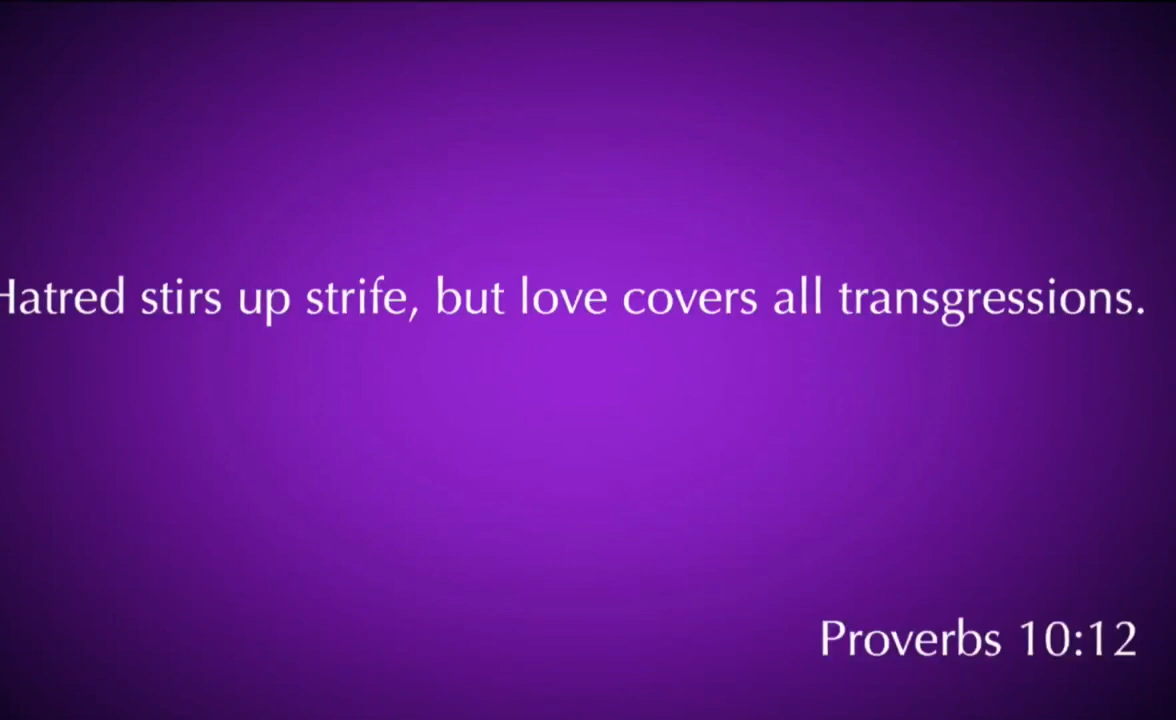 Hatred stirs up strife, but love covers all transgressions.
Proverbs 10:12